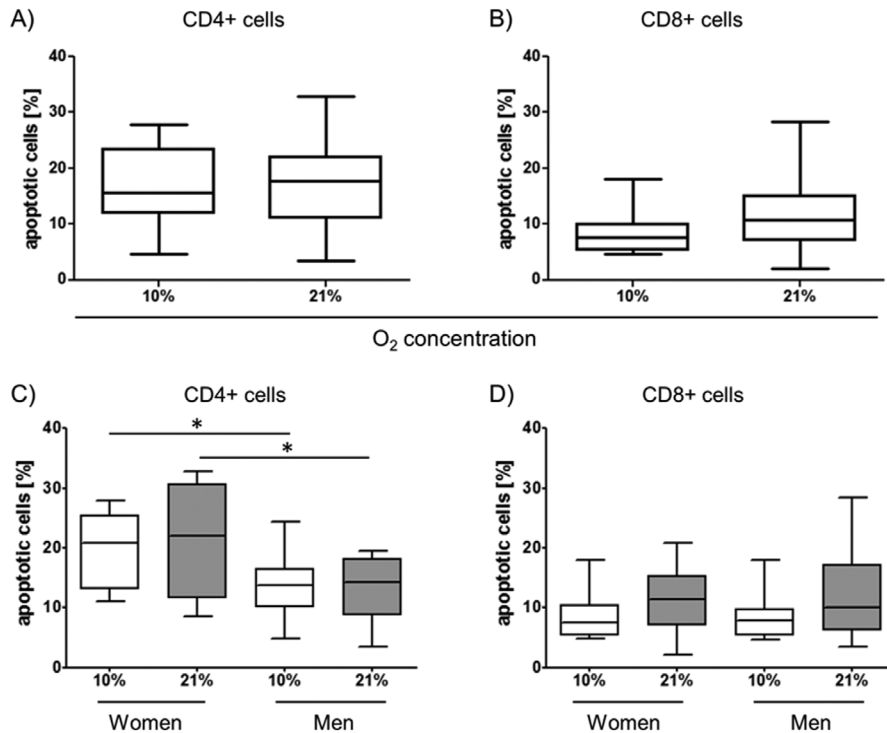 A)
CD4+ cells
apoptotic cells [%]
40
30
20
10
0
10%
21%
B)
CD8+ cells
apoptotic cells [%]
40
30
20
10
0
10%
21%
O₂ concentration
C)
CD4+ cells
apoptotic cells [%]
40
30
20
10
0
*
*
10%
21%
10%
21%
Women
Men
D)
CD8+ cells
apoptotic cells [%]
40
30
20
10
0
10%
21%
10%
21%
Women
Men